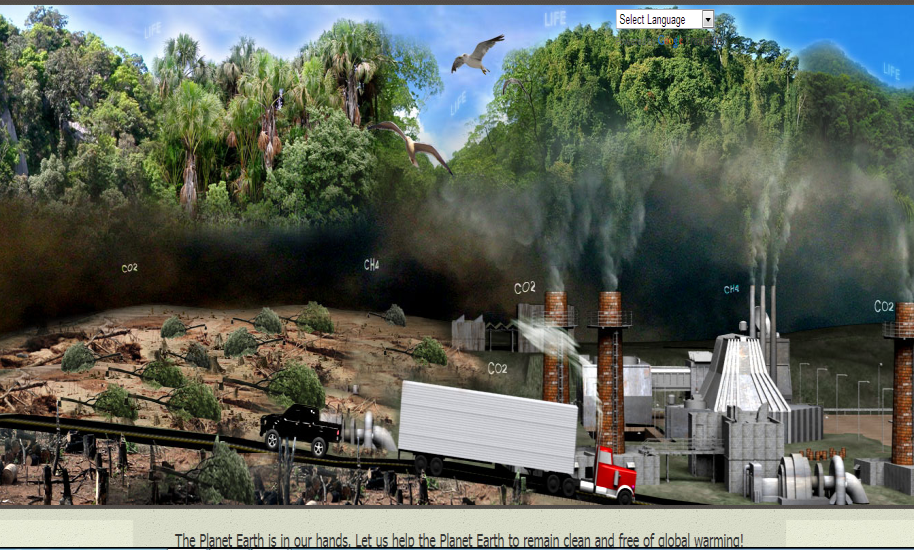 LIFE
Select Language
LIFE
LIFE
LIFE
CO2
CH4
CO2
CH4
CO2
CO2
The Planet Earth is in our hands. Let us help the Planet Earth to remain clean and free of global warming!